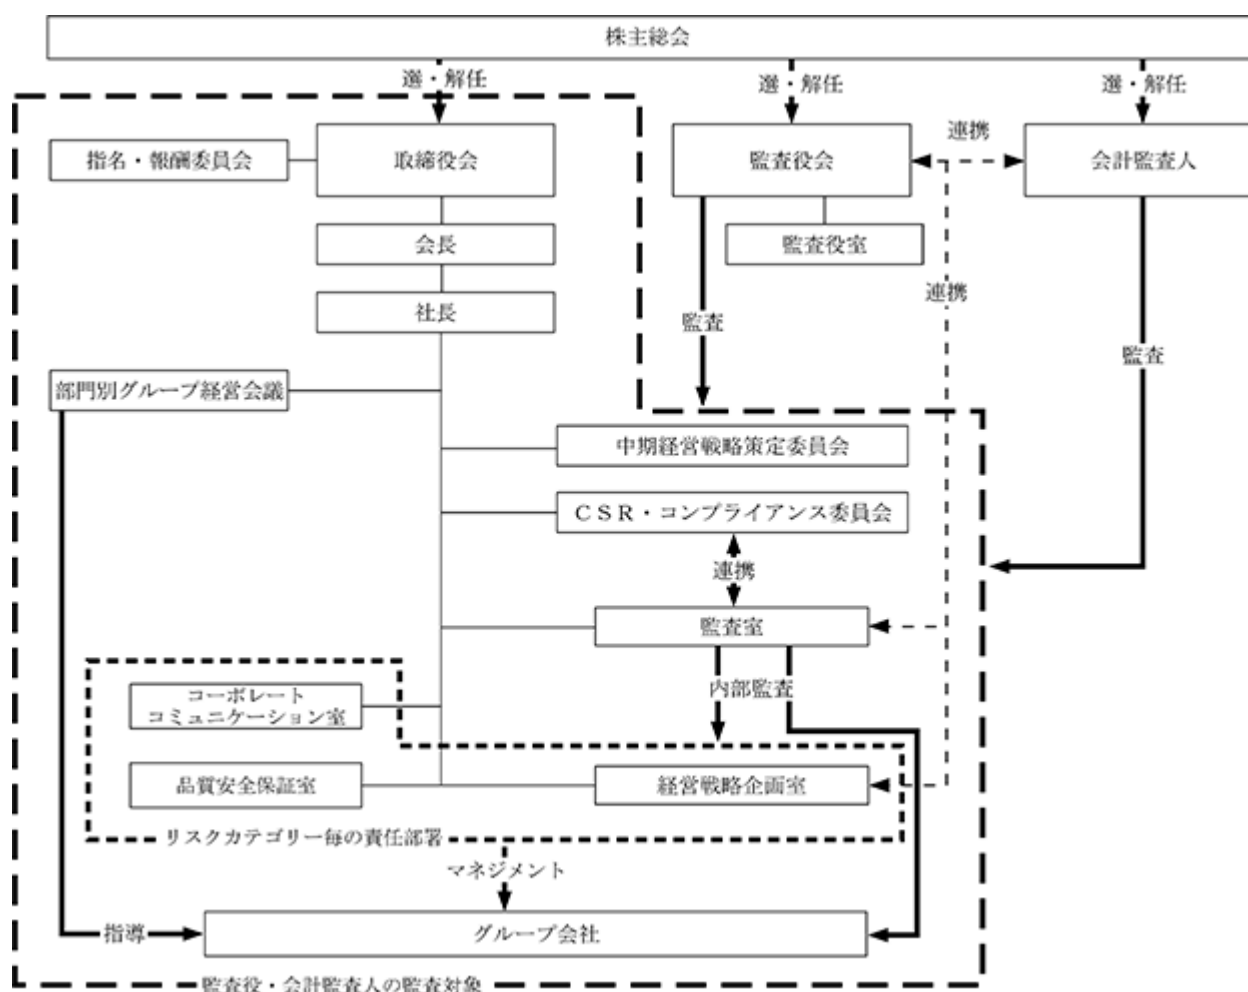 株主総会
選・解任
選・解任
選・解任
指名・報酬委員会
取締役会
監査役会
連携
会計監査人
会長
監査役室
連携
社長
監査
監査
部門別グループ経営会議
中期経営戦略策定委員会
CSR・コンプライアンス委員会
連携
監査室
内部監査
コーポレート
コミュニケーション室
品質安全保証室
経営戦略企画室
リスクカテゴリー毎の責任部署
マネジメント
指導
グループ会社
監査役・会計監査人の監査対象